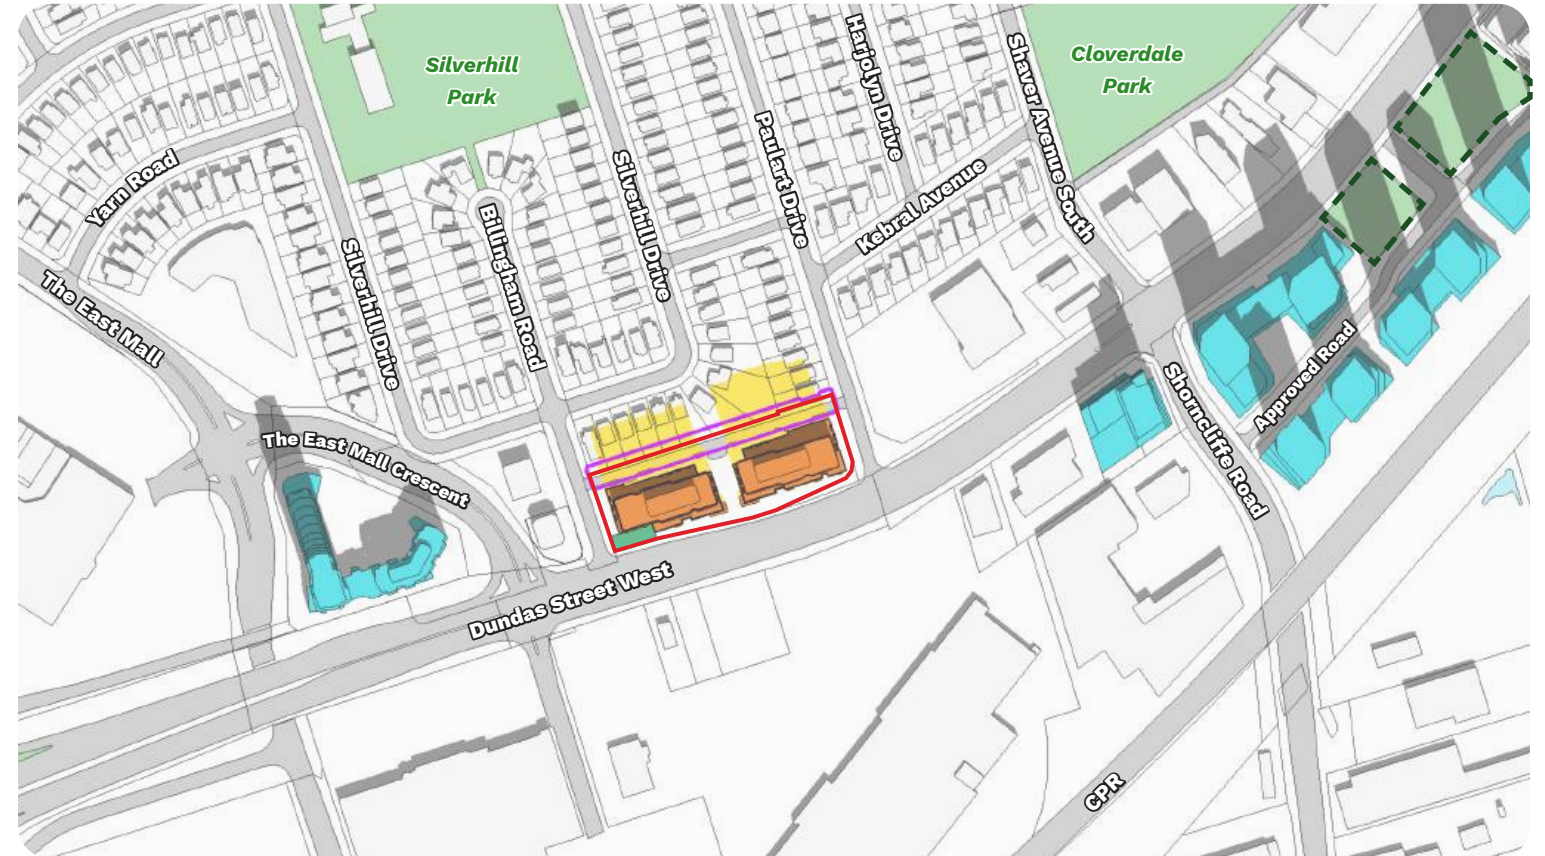 Silverhill
Park
Cloverdale
Park
Harjolyn Drive
Shaver Avenue South
Paulart Drive
Silverhill Drive
Yarn Road
Kebral Avenue
Billingham Road
Silverhill Drive
The East Mall
The East Mall Crescent
Shorncliffe Road
Approved Road
Dundas Street West
CPR